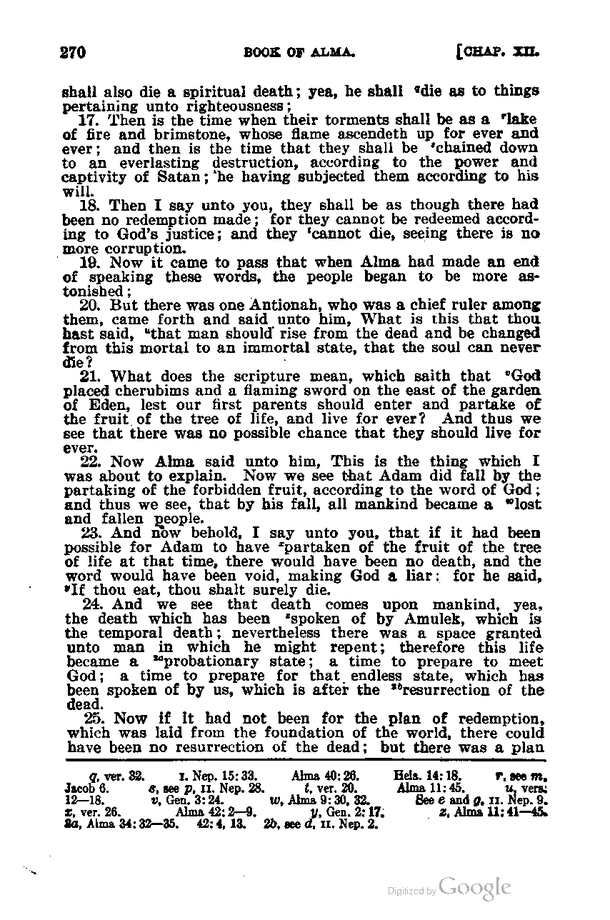 270 BOOK OF ALMA. [CHAP. XII.
shall also die a spiritual death; yea, he shall qdie as to things
pertaining unto righteousness;
17. Then is the time when their torments shall be as a rlake
of fire and brimstone, whose flame ascendeth up for ever and
ever; and then is the time that they shall be schained down
to an everlasting destruction, according to the power and
captivity of Satan; he having subjected them according to his
will.
18. Then I say unto you, they shall be as though there had
been no redemption made; for they cannot be redeemed accord-
ing to God's justice; and they tcannot die, seeing there is no
more corruption.
19. Now it came to pass that when Alma had made an end
of speaking these words, the people began to be more as-
tonished;
20. But there was one Antionah, who was a chief ruler among
them, came forth and said unto him, What is this that thou
hast said, uthat man should rise from the dead and be changed
from this mortal to an immortal state, that the soul can never
die?
21. What does the scripture mean, which saith that vGod
placed cherubims and a flaming sword on the east of the garden
of Eden, lest our first parents should enter and partake of
the fruit of the tree of life, and live for ever? And thus we
see that there was no possible chance that they should live for
ever.
22. Now Alma said unto him, This is the thing which I
was about to explain. Now we see that Adam did fall by the
partaking of the forbidden fruit, according to the word of God;
and thus we see, that by his fall, all mankind became a wlost
and fallen people.
23. And now behold, I say unto you, that if it had been
possible for Adam to have xpartaken of the fruit of the tree
of life at that time, there would have been no death, and the
word would have been void, making God a liar: for he said,
yIf thou eat, thou shalt surely die.
24. And we see that death comes upon mankind, yea,
the death which has been zspoken of by Amulek, which is
the temporal death; nevertheless there was a space granted
unto man in which he might repent; therefore this life
became a 2aprobationary state; a time to prepare to meet
God; a time to prepare for that endless state, which has
been spoken of by us, which is after the 2bresurrection of the
dead.
25. Now if it had not been for the plan of redemption,
which was laid from the foundation of the world, there could
have been no resurrection of the dead; but there was a plan
q, ver. 32. I. Nep. 15:33. Alma 40:26. Hela. 14:18. r, see m,
Jacob 6. s, see p, II. Nep. 28. t, ver. 20. Alma 11:45. u, vers.
12—18. v, Gen. 3:24. w, Alma 9:30, 32. See e and g, II. Nep. 9.
x, ver. 26. Alma 42:2—9. y, Gen. 2:17. z, Alma 11:41—45.
2a, Alma 34:32—35. 42:4, 13. 2b, see d, II. Nep. 2.
Digitized by Google